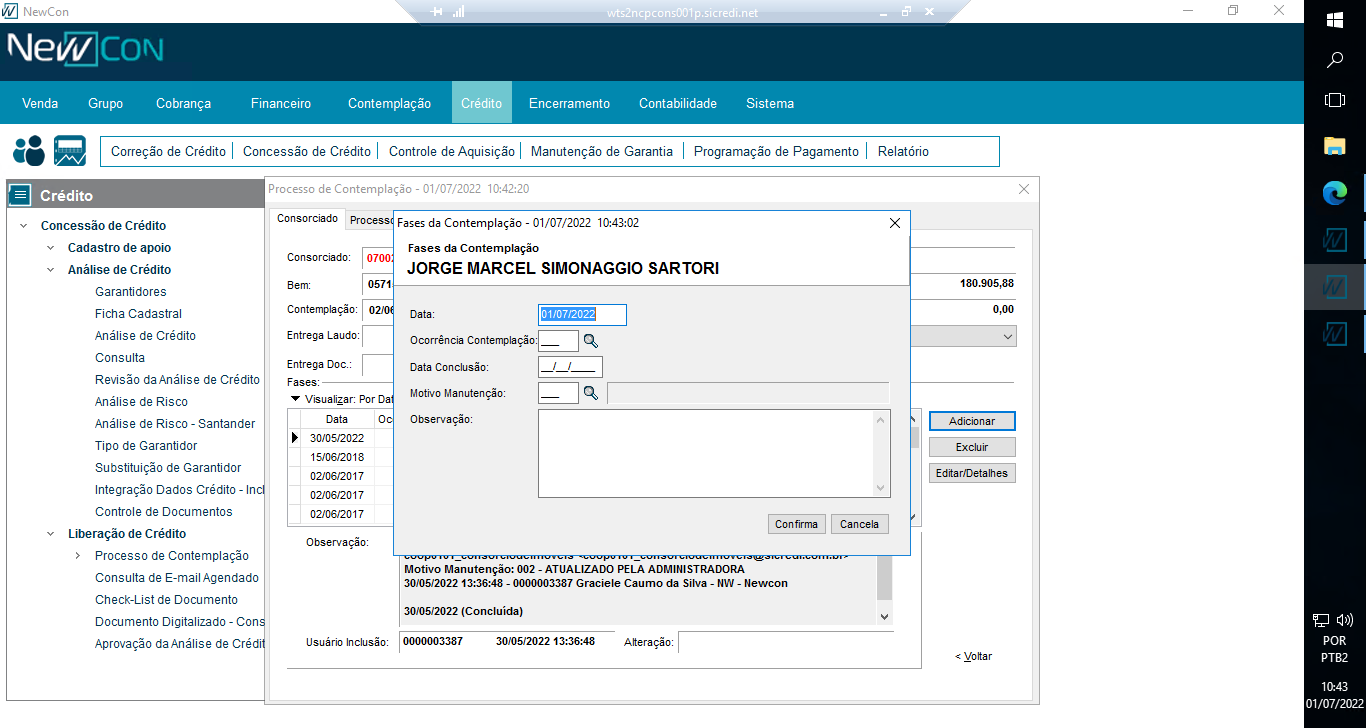 NewCon
wts2ncpcons001p.sicredi.net
NewCon
Venda Grupo Cobrança Financeiro Contemplação Crédito Encerramento Contabilidade Sistema
Correção de Crédito Concessão de Crédito Controle de Aquisição Manutenção de Garantia Programação de Pagamento Relatório
Crédito
Concessão de Crédito
Cadastro de apoio
Análise de Crédito
Garantidores
Ficha Cadastral
Análise de Crédito
Consulta
Revisão da Análise de Crédito
Análise de Risco
Análise de Risco - Santander
Tipo de Garantidor
Substituição de Garantidor
Integração Dados Crédito - Incl
Controle de Documentos
Liberação de Crédito
Processo de Contemplação
Consulta de E-mail Agendado
Check-List de Documento
Documento Digitalizado - Cons
Aprovação da Análise de Crédit
Processo de Contemplação - 01/07/2022 10:42:20
Consorciado Processo
Consorciado: 0700
Bem: 0571 180.905,88
Contemplação: 02/06 0,00
Entrega Laudo:
Entrega Doc.:
Fases:
Visualizar: Por Dat
Data Oc
30/05/2022
15/06/2018
02/06/2017
02/06/2017
02/06/2017
Adicionar
Excluir
Editar/Detalhes
Fases da Contemplação - 01/07/2022 10:43:02
Fases da Contemplação
JORGE MARCEL SIMONAGGIO SARTORI
Data: 01/07/2022
Ocorrência Contemplação: ___
Data Conclusão: __/__/____
Motivo Manutenção: ___
Observação:
Confirma Cancela
Observação:
coop0101_consorciodeimoveis <coop0101_consorciodeimoveis@sicredi.com.br>
Motivo Manutenção: 002 - ATUALIZADO PELA ADMINISTRADORA
30/05/2022 13:36:48 - 0000003387 Graciele Caumo da Silva - NW - Newcon
30/05/2022 (Concluída)
Usuário Inclusão: 0000003387 30/05/2022 13:36:48 Alteração:
< Voltar
POR
PTB2
10:43
01/07/2022